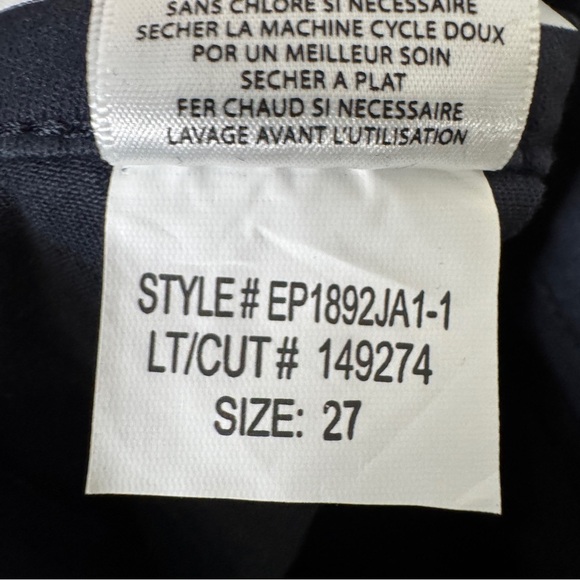 SANS CHLORE SI NECESSAIRE
SECHER LA MACHINE CYCLE DOUX
POR UN MEILLEUR SOIN
SECHER A PLAT
FER CHAUD SI NECESSAIRE
LAVAGE AVANT L'UTILISATION
STYLE# EP1892JA1-1
LT/CUT# 149274
SIZE: 27